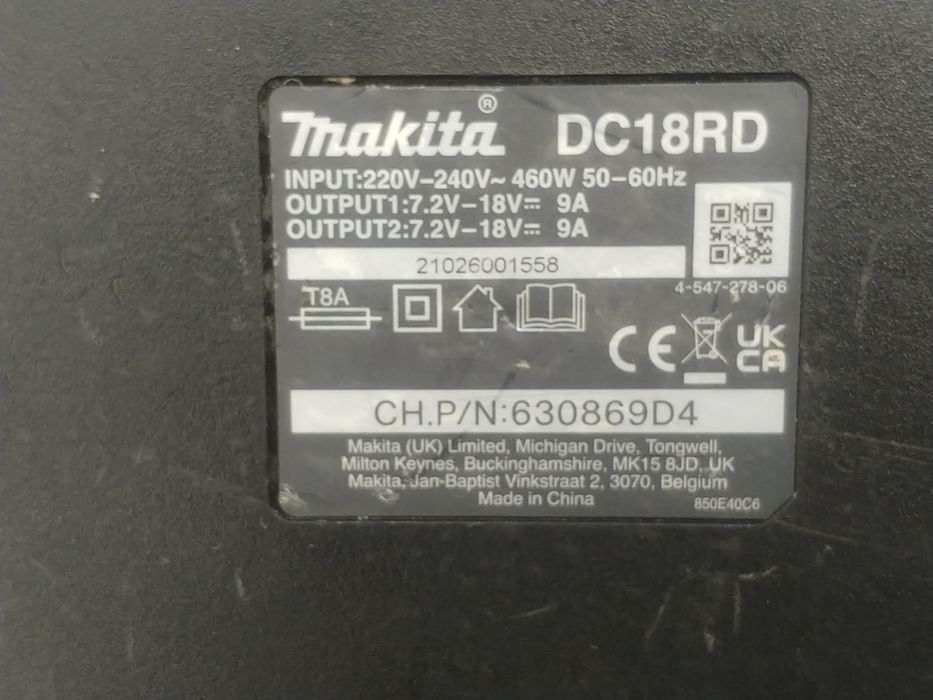 makita® DC18RD
INPUT:220V–240V~ 460W 50–60Hz
OUTPUT1:7.2V–18V⎓ 9A
OUTPUT2:7.2V–18V⎓ 9A
21026001558
4-547-278-06
T8A
CE UK CA
CH.P/N:630869D4
Makita (UK) Limited, Michigan Drive, Tongwell,
Milton Keynes, Buckinghamshire, MK15 8JD, UK
Makita, Jan-Baptist Vinkstraat 2, 3070, Belgium
Made in China
850E40C6